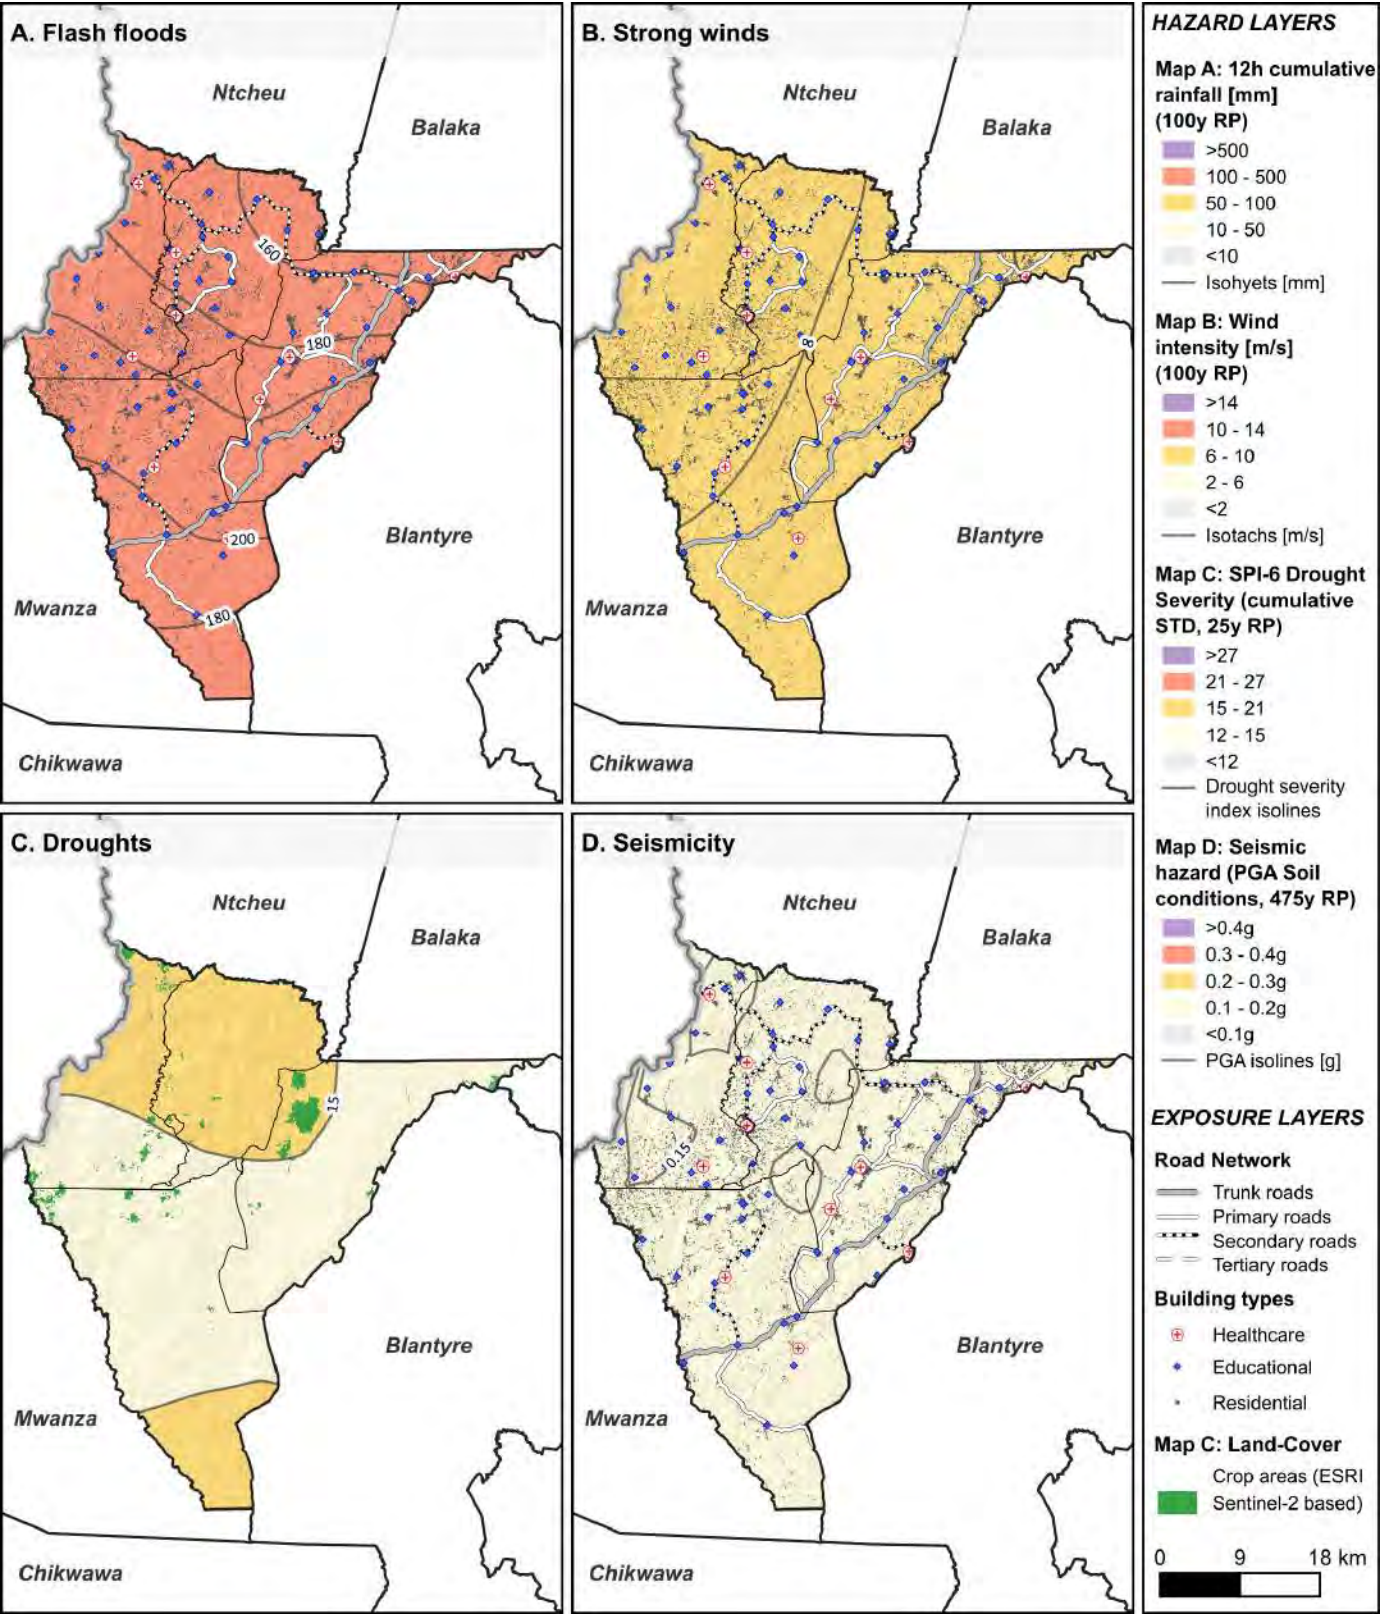 A. Flash floods
Ntcheu
Balaka
160
180
200
180
Blantyre
Mwanza
Chikwawa
B. Strong winds
Ntcheu
Balaka
8
Blantyre
Mwanza
Chikwawa
C. Droughts
Ntcheu
Balaka
15
Blantyre
Mwanza
Chikwawa
D. Seismicity
Ntcheu
Balaka
0.15
Blantyre
Mwanza
Chikwawa
HAZARD LAYERS
Map A: 12h cumulative
rainfall [mm]
(100y RP)
>500
100 - 500
50 - 100
10 - 50
<10
Isohyets [mm]
Map B: Wind
intensity [m/s]
(100y RP)
>14
10 - 14
6 - 10
2 - 6
<2
Isotachs [m/s]
Map C: SPI-6 Drought
Severity (cumulative
STD, 25y RP)
>27
21 - 27
15 - 21
12 - 15
<12
Drought severity
index isolines
Map D: Seismic
hazard (PGA Soil
conditions, 475y RP)
>0.4g
0.3 - 0.4g
0.2 - 0.3g
0.1 - 0.2g
<0.1g
PGA isolines [g]
EXPOSURE LAYERS
Road Network
Trunk roads
Primary roads
Secondary roads
Tertiary roads
Building types
Healthcare
Educational
Residential
Map C: Land-Cover
Crop areas (ESRI
Sentinel-2 based)
0 9 18 km